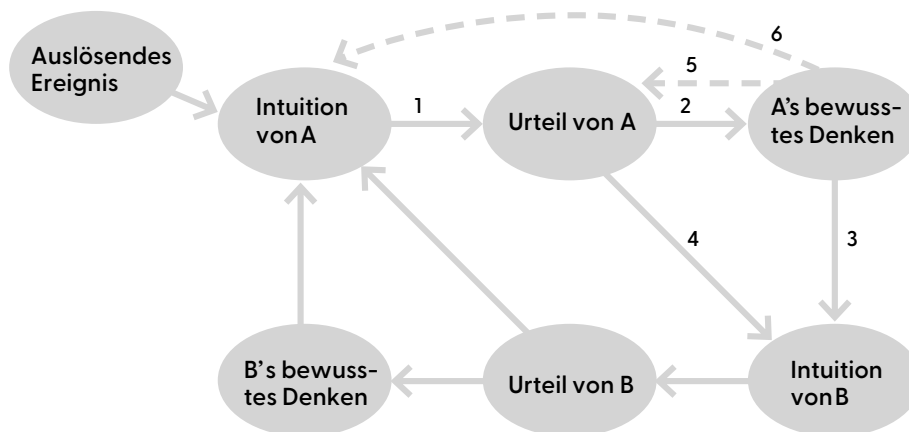 Auslösendes
Ereignis
Intuition
von A
1
Urteil von A
2
A's bewuss-
tes Denken
6
5
4
3
B's bewuss-
tes Denken
Urteil von B
Intuition
von B